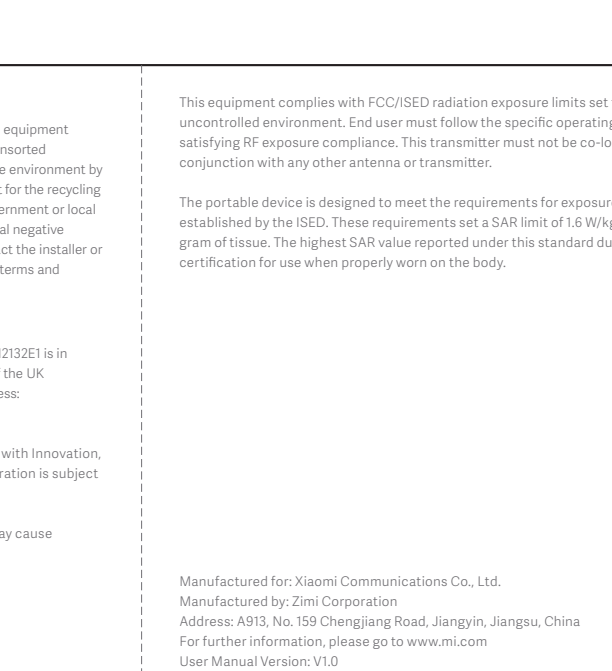 equipment
nsorted
e environment by
t for the recycling
ernment or local
al negative
ct the installer or
terms and
2132E1 is in
the UK
ess:
with Innovation,
ration is subject
ay cause
This equipment complies with FCC/ISED radiation exposure limits set
uncontrolled environment. End user must follow the specific operating
satisfying RF exposure compliance. This transmitter must not be co-lo
conjunction with any other antenna or transmitter.
The portable device is designed to meet the requirements for exposure
established by the ISED. These requirements set a SAR limit of 1.6 W/kg
gram of tissue. The highest SAR value reported under this standard du
certification for use when properly worn on the body.
Manufactured for: Xiaomi Communications Co., Ltd.
Manufactured by: Zimi Corporation
Address: A913, No. 159 Chengjiang Road, Jiangyin, Jiangsu, China
For further information, please go to www.mi.com
User Manual Version: V1.0